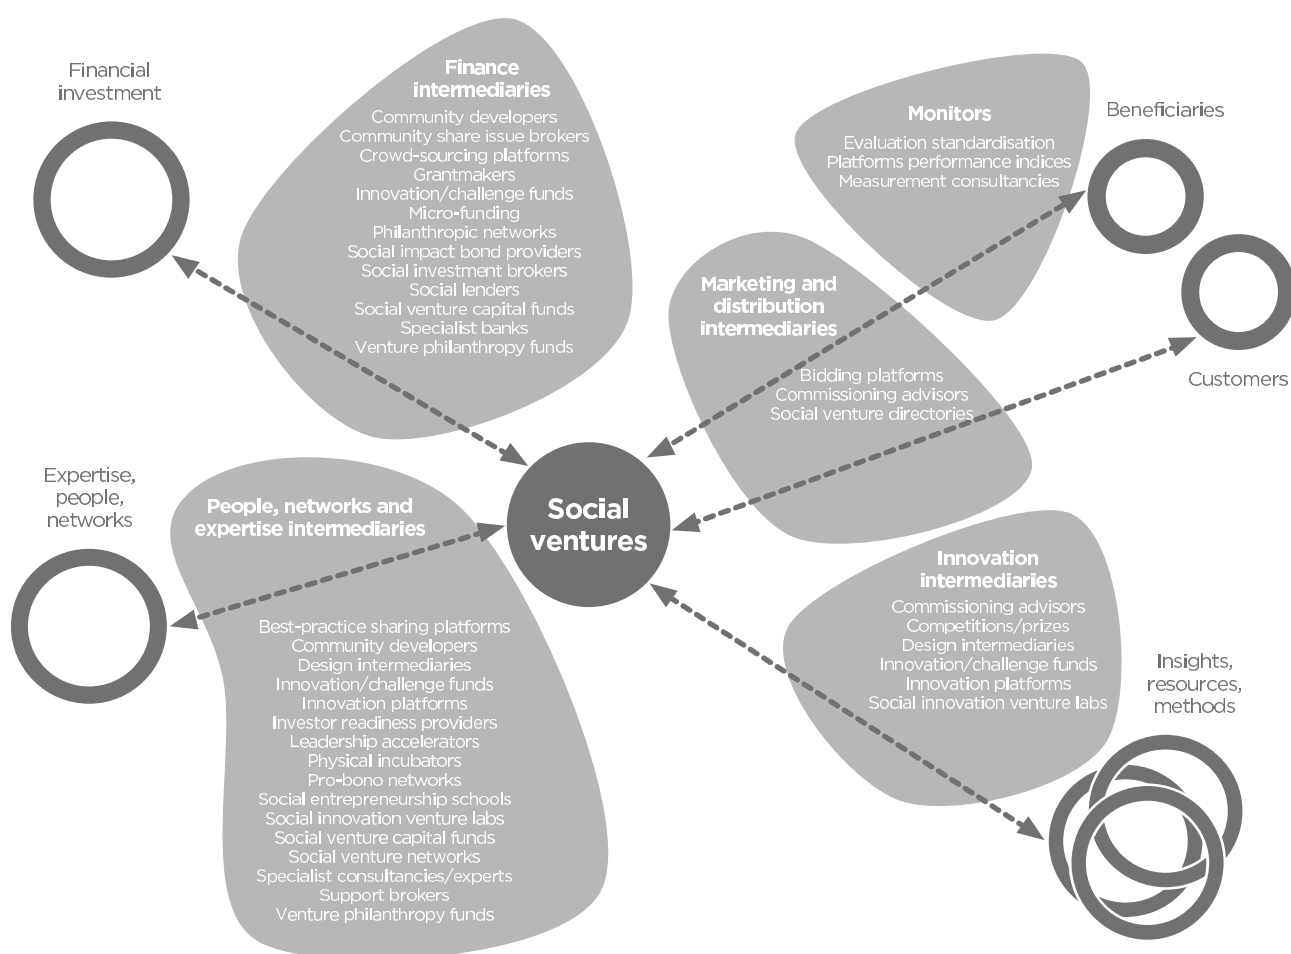 Financial
investment
Finance
intermediaries
Community developers
Community share issue brokers
Crowd-sourcing platforms
Grantmakers
Innovation/challenge funds
Micro-funding
Philanthropic networks
Social impact bond providers
Social investment brokers
Social lenders
Social venture capital funds
Specialist banks
Venture philanthropy funds
Monitors
Evaluation standardisation
Platforms performance indices
Measurement consultancies
Beneficiaries
Customers
Marketing and
distribution
intermediaries
Bidding platforms
Commissioning advisors
Social venture directories
Expertise,
people,
networks
People, networks and
expertise intermediaries
Best-practice sharing platforms
Community developers
Design intermediaries
Innovation/challenge funds
Innovation platforms
Investor readiness providers
Leadership accelerators
Physical incubators
Pro-bono networks
Social entrepreneurship schools
Social innovation venture labs
Social venture capital funds
Social venture networks
Specialist consultancies/experts
Support brokers
Venture philanthropy funds
Social
ventures
Innovation
intermediaries
Commissioning advisors
Competitions/prizes
Design intermediaries
Innovation/challenge funds
Innovation platforms
Social innovation venture labs
Insights,
resources,
methods